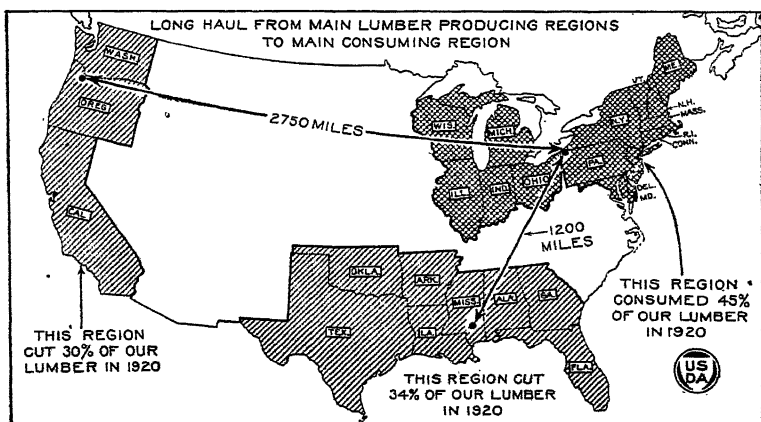 LONG HAUL FROM MAIN LUMBER PRODUCING REGIONS
TO MAIN CONSUMING REGION
WASH.
OREG.
CAL.
2750 MILES
WIS.
MICH.
ILL.
IND.
OHIO
N.Y.
PA.
VT.
ME.
N.H.
MASS.
R.I.
CONN.
DEL.
MD.
1200
MILES
OKLA.
ARK.
TEX.
LA.
MISS.
ALA.
GA.
FLA.
THIS REGION
CUT 30% OF OUR
LUMBER IN 1920
THIS REGION CUT
34% OF OUR LUMBER
IN 1920
THIS REGION
CONSUMED 45%
OF OUR LUMBER
IN 1920
US
DA